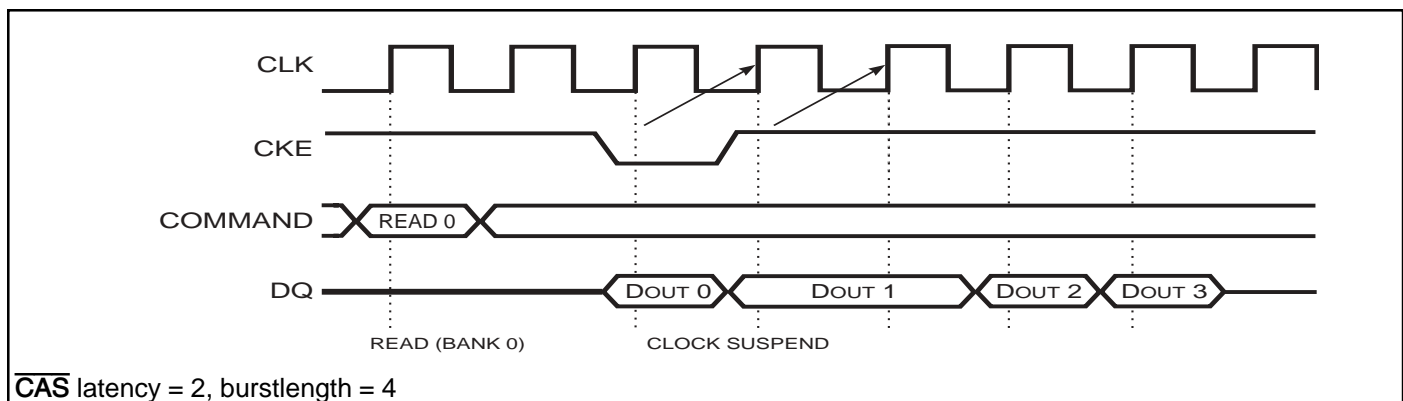 CLK
CKE
COMMAND READ 0
DQ DOUT 0 DOUT 1 DOUT 2 DOUT 3
READ (BANK 0) CLOCK SUSPEND
CAS latency = 2, burstlength = 4